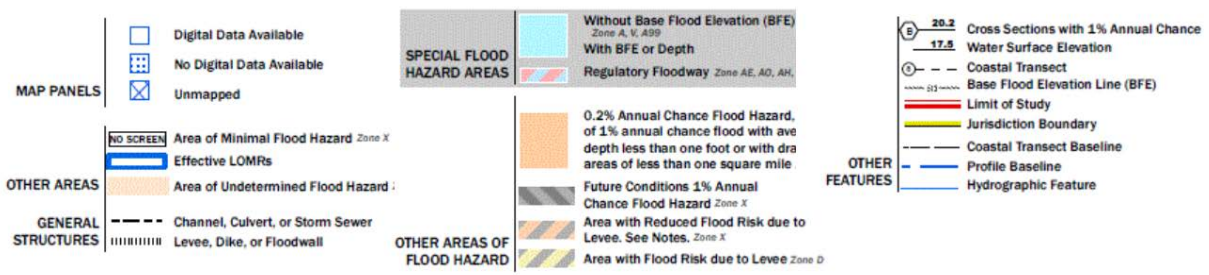 Digital Data Available
No Digital Data Available
MAP PANELS
Unmapped
NO SCREEN Area of Minimal Flood Hazard Zone X
Effective LOMRs
OTHER AREAS
Area of Undetermined Flood Hazard
GENERAL
STRUCTURES
Channel, Culvert, or Storm Sewer
Levee, Dike, or Floodwall
SPECIAL FLOOD
HAZARD AREAS
Without Base Flood Elevation (BFE)
Zone A, V, A99
With BFE or Depth
Regulatory Floodway Zone AE, AO, AH,
0.2% Annual Chance Flood Hazard,
of 1% annual chance flood with ave
depth less than one foot or with dra
areas of less than one square mile
Future Conditions 1% Annual
Chance Flood Hazard Zone X
Area with Reduced Flood Risk due to
Levee. See Notes. Zone X
OTHER AREAS OF
FLOOD HAZARD
Area with Flood Risk due to Levee Zone D
B 20.2 Cross Sections with 1% Annual Chance
17.5 Water Surface Elevation
Coastal Transect
Base Flood Elevation Line (BFE)
Limit of Study
Jurisdiction Boundary
Coastal Transect Baseline
OTHER
FEATURES
Profile Baseline
Hydrographic Feature